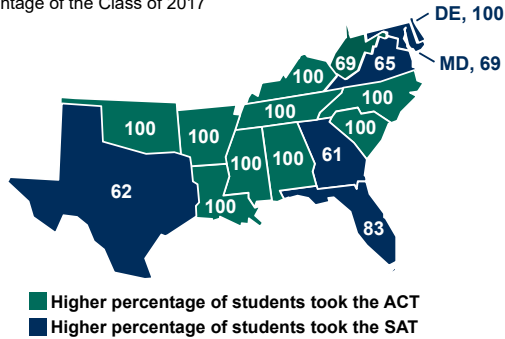 ntage of the Class of 2017
DE, 100
MD, 69
69
65
100
100
100
100
100
100
100
100
61
62
100
83
Higher percentage of students took the ACT
Higher percentage of students took the SAT